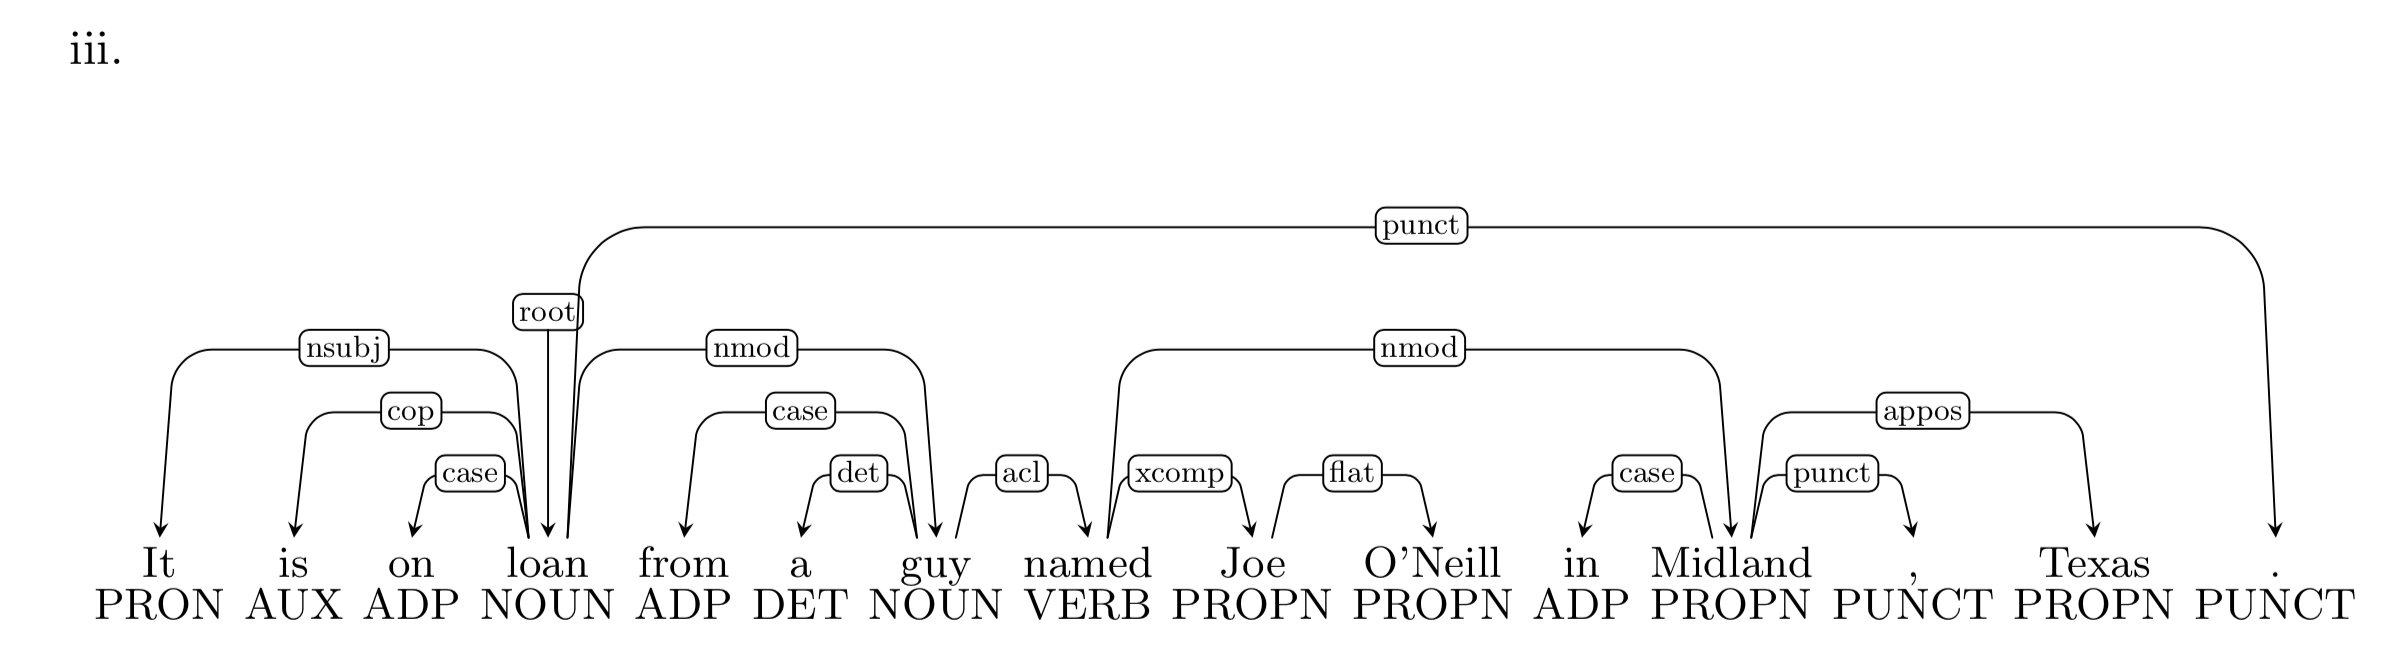 iii.
punct
root
nsubj nmod nmod
cop case appos
case det acl xcomp flat case punct
It is on loan from a guy named Joe O'Neill in Midland , Texas .
PRON AUX ADP NOUN ADP DET NOUN VERB PROPN PROPN ADP PROPN PUNCT PROPN PUNCT